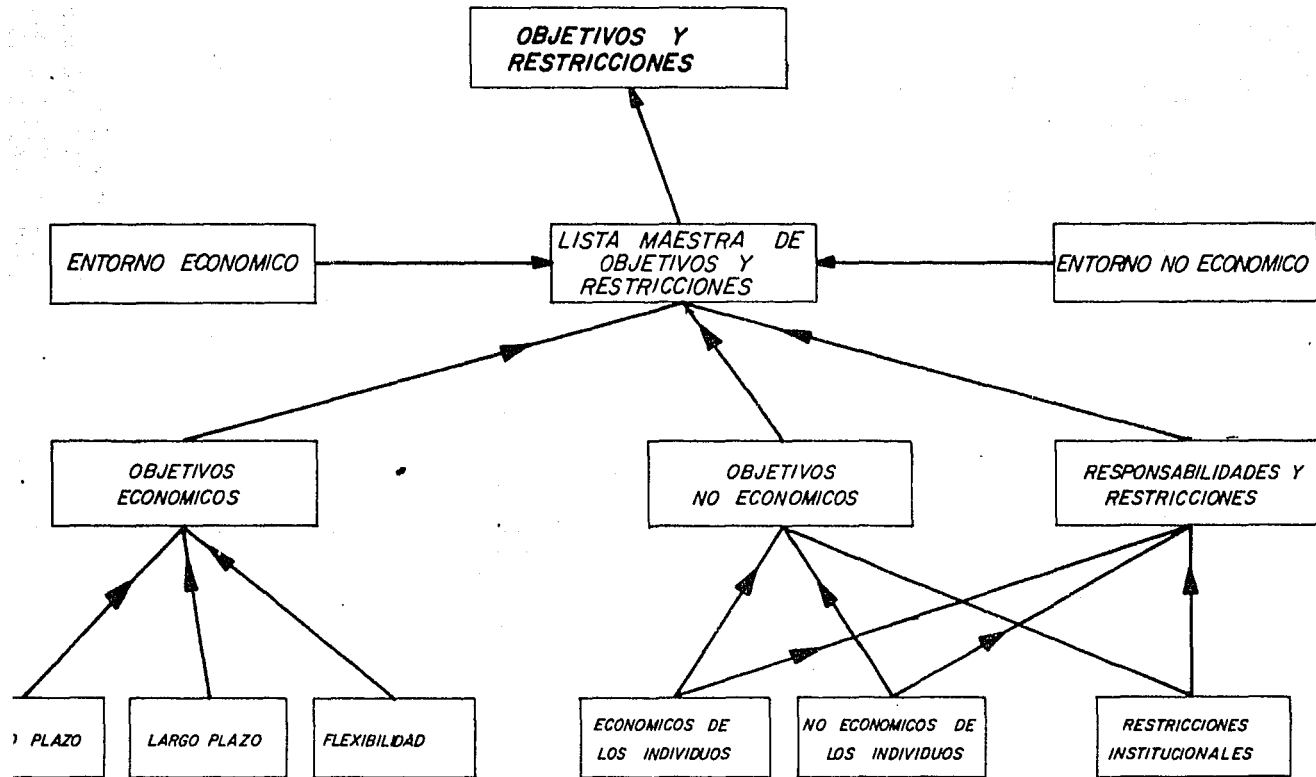 OBJETIVOS Y
RESTRICCIONES
ENTORNO ECONOMICO
LISTA MAESTRA DE
OBJETIVOS Y
RESTRICCIONES
ENTORNO NO ECONOMICO
OBJETIVOS
ECONOMICOS
OBJETIVOS
NO ECONOMICOS
RESPONSABILIDADES Y
RESTRICCIONES
PLAZO
LARGO PLAZO
FLEXIBILIDAD
ECONOMICOS DE
LOS INDIVIDUOS
NO ECONOMICOS DE
LOS INDIVIDUOS
RESTRICCIONES
INSTITUCIONALES